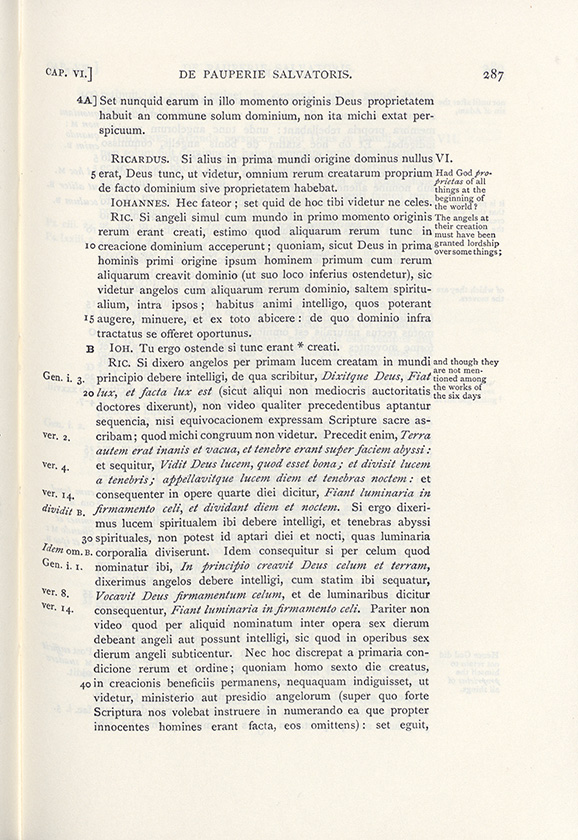 CAP. VI.] DE PAUPERIE SALVATORIS. 287
4A] Set nunquid earum in illo momento originis Deus proprietatem
habuit an commune solum dominium, non ita michi extat per-
spicuum.
RICARDUS. Si alius in prima mundi origine dominus nullus VI.
5 erat, Deus tunc, ut videtur, omnium rerum creatarum proprium Had God pro-
prietas of all
de facto dominium sive proprietatem habebat. things at the
beginning of
IOHANNES. Hec fateor ; set quid de hoc tibi videtur ne celes. the world ?
RIC. Si angeli simul cum mundo in primo momento originis The angels at
rerum erant creati, estimo quod aliquarum rerum tunc in their creation
must have been
10 creacione dominium acceperunt ; quoniam, sicut Deus in prima granted lordship
over some things ;
hominis primi origine ipsum hominem primum cum rerum
aliquarum creavit dominio (ut suo loco inferius ostendetur), sic
videtur angelos cum aliquarum rerum dominio, saltem spiritu-
alium, intra ipsos ; habitus animi intelligo, quos poterant
15 augere, minuere, et ex toto abicere : de quo dominio infra
tractatus se offeret oportunus.
B IOH. Tu ergo ostende si tunc erant * creati.
RIC. Si dixero angelos per primam lucem creatam in mundi and though they
are not men-
Gen. i. 3. principio debere intelligi, de qua scribitur, Dixitque Deus, Fiat tioned among
the works of
20 lux, et facta lux est (sicut aliqui non mediocris auctoritatis the six days
doctores dixerunt), non video qualiter precedentibus aptantur
sequencia, nisi equivocacionem expressam Scripture sacre as-
ver. 2. cribam ; quod michi congruum non videtur. Precedit enim, Terra
autem erat inanis et vacua, et tenebre erant super faciem abyssi :
ver. 4. et sequitur, Vidit Deus lucem, quod esset bona ; et divisit lucem
a tenebris ; appellavitque lucem diem et tenebras noctem : et
ver. 14. consequenter in opere quarte diei dicitur, Fiant luminaria in
dividit B. firmamento celi, et dividant diem et noctem. Si ergo dixeri-
mus lucem spiritualem ibi debere intelligi, et tenebras abyssi
30 spirituales, non potest id aptari diei et nocti, quas luminaria
Idem om. B. corporalia diviserunt. Idem consequitur si per celum quod
Gen. i. 1. nominatur ibi, In principio creavit Deus celum et terram,
dixerimus angelos debere intelligi, cum statim ibi sequatur,
ver. 8. Vocavit Deus firmamentum celum, et de luminaribus dicitur
ver. 14. consequentur, Fiant luminaria in firmamento celi. Pariter non
video quod per aliquid nominatum inter opera sex dierum
debeant angeli aut possunt intelligi, sic quod in operibus sex
dierum angeli subticentur. Nec hoc discrepat a primaria con-
dicione rerum et ordine ; quoniam homo sexto die creatus,
40 in creacionis beneficiis permanens, nequaquam indiguisset, ut
videtur, ministerio aut presidio angelorum (super quo forte
Scriptura nos volebat instruere in numerando ea que propter
innocentes homines erant facta, eos omittens) : set eguit,